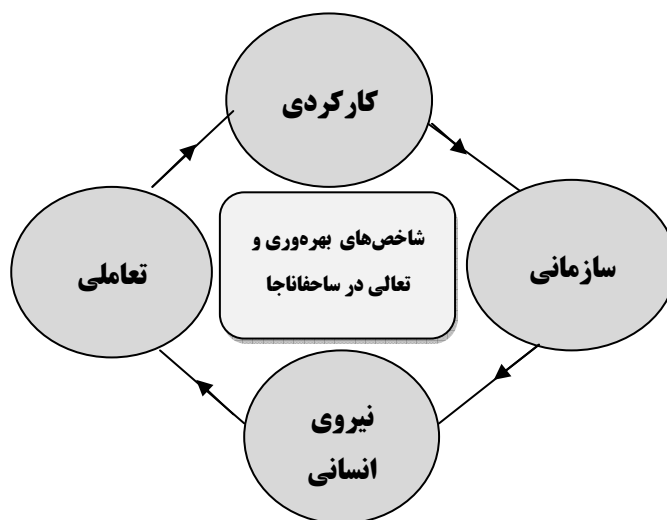 کارکردی
شاخص‌های بهره‌وری و
تعالی در ساحفاناجا
سازمانی
تعاملی
نیروی
انسانی